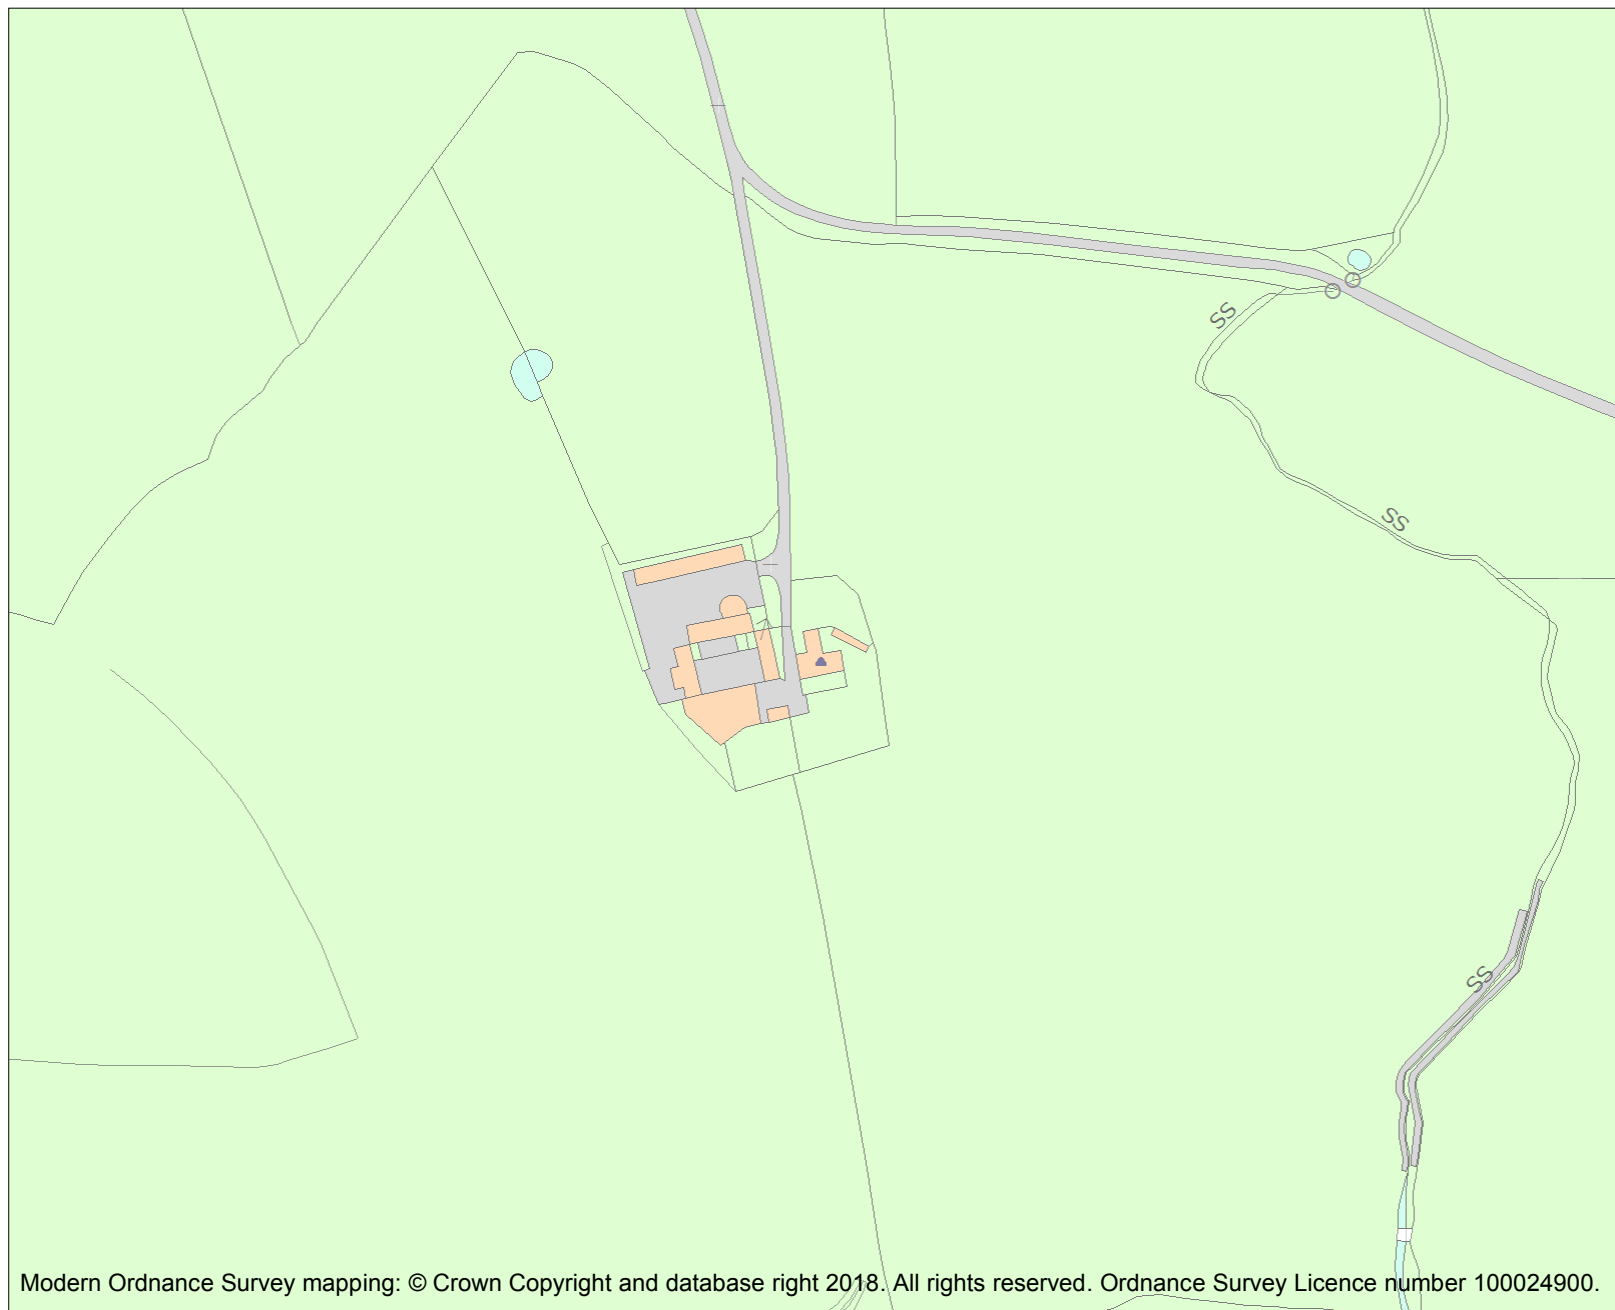 SS
SS
SS
Modern Ordnance Survey mapping: © Crown Copyright and database right 2018. All rights reserved. Ordnance Survey Licence number 100024900.